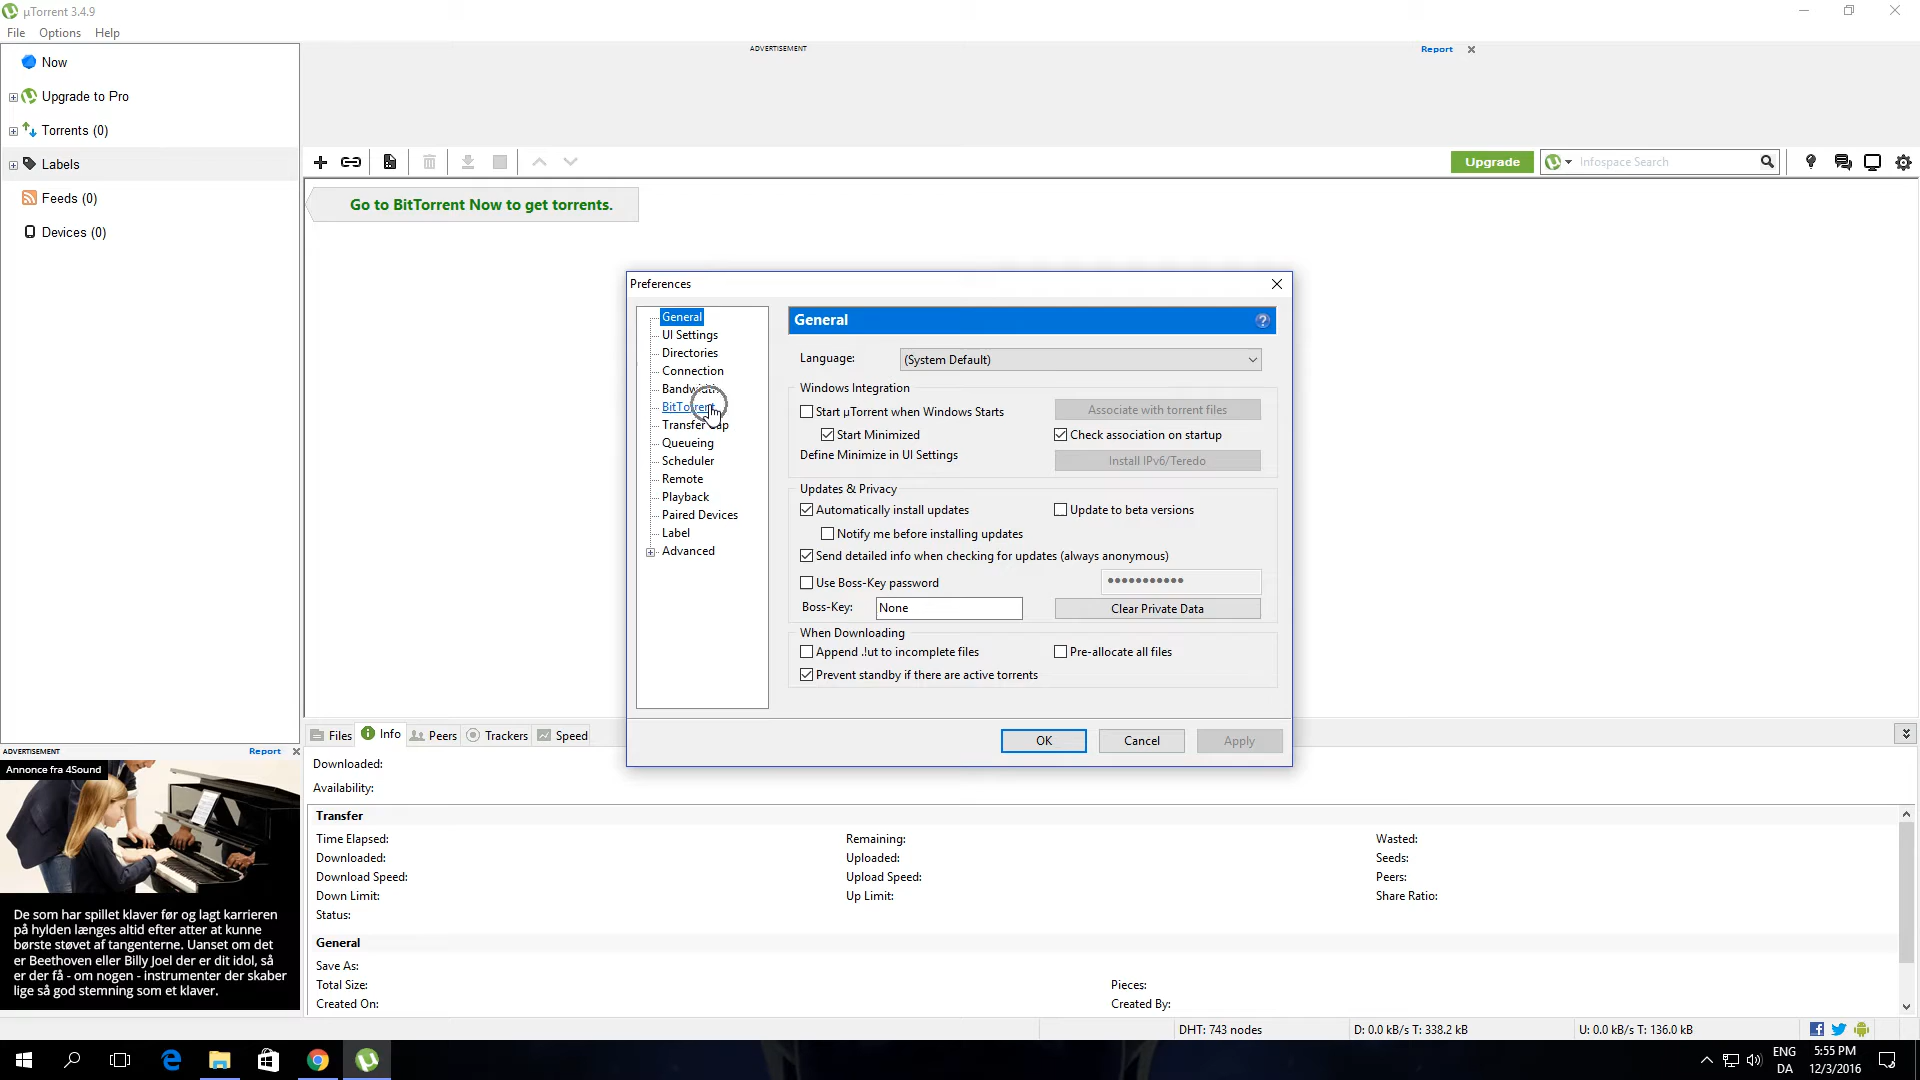 µTorrent 3.4.9
File Options Help
Now
Upgrade to Pro
Torrents (0)
Labels
Feeds (0)
Devices (0)
ADVERTISEMENT
Report
Upgrade
Infospace Search
Go to BitTorrent Now to get torrents.
Preferences
General
UI Settings
Directories
Connection
Bandwidth
BitTorrent
Transfer Cap
Queueing
Scheduler
Remote
Playback
Paired Devices
Label
Advanced
General
Language: (System Default)
Windows Integration
Start µTorrent when Windows Starts
Associate with torrent files
Start Minimized
Check association on startup
Define Minimize in UI Settings
Install IPv6/Teredo
Updates & Privacy
Automatically install updates
Update to beta versions
Notify me before installing updates
Send detailed info when checking for updates (always anonymous)
Use Boss-Key password
Boss-Key: None
Clear Private Data
When Downloading
Append .!ut to incomplete files
Pre-allocate all files
Prevent standby if there are active torrents
OK Cancel Apply
Files Info Peers Trackers Speed
Downloaded:
Availability:
Transfer
Time Elapsed: Remaining: Wasted:
Downloaded: Uploaded: Seeds:
Download Speed: Upload Speed: Peers:
Down Limit: Up Limit: Share Ratio:
Status:
General
Save As:
Total Size: Pieces:
Created On: Created By:
ADVERTISEMENT
Report
Annonce fra 4Sound
De som har spillet klaver før og lagt karrieren
på hylden længes altid efter atter at kunne
børste støvet af tangenterne. Uanset om det
er Beethoven eller Billy Joel der er dit idol, så
er der få - om nogen - instrumenter der skaber
lige så god stemning som et klaver.
DHT: 743 nodes
D: 0.0 kB/s T: 338.2 kB
U: 0.0 kB/s T: 136.0 kB
ENG
DA
5:55 PM
12/3/2016